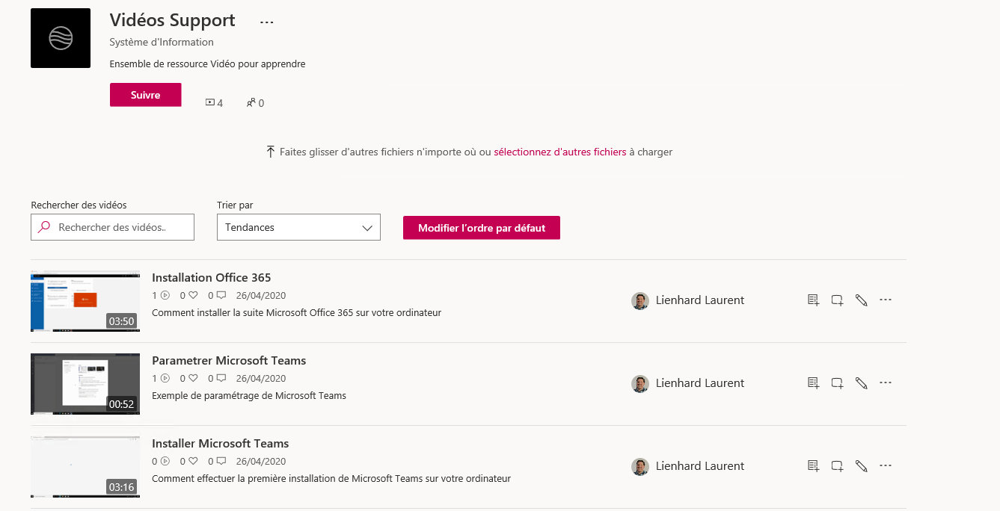 Vidéos Support ...
Système d'Information
Ensemble de ressource Vidéo pour apprendre
Suivre 4 0
Faites glisser d'autres fichiers n'importe où ou sélectionnez d'autres fichiers à charger
Rechercher des vidéos Trier par
Rechercher des vidéos.. Tendances Modifier l’ordre par défaut
Installation Office 365
1 0 0 26/04/2020
Lienhard Laurent ...
Comment installer la suite Microsoft Office 365 sur votre ordinateur
03:50
Parametrer Microsoft Teams
1 0 0 26/04/2020
Lienhard Laurent ...
Exemple de paramétrage de Microsoft Teams
00:52
Installer Microsoft Teams
0 0 0 26/04/2020
Lienhard Laurent ...
Comment effectuer la première installation de Microsoft Teams sur votre ordinateur
03:16